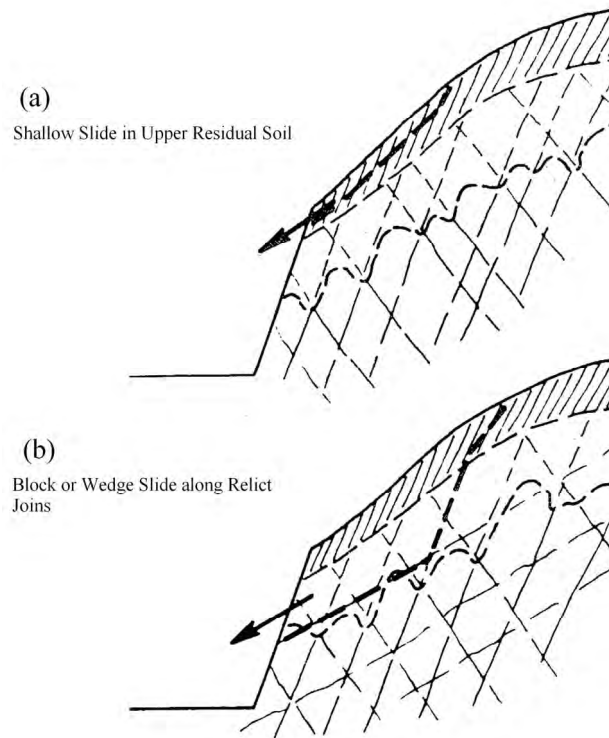 (a)
Shallow Slide in Upper Residual Soil
(b)
Block or Wedge Slide along Relict
Joins